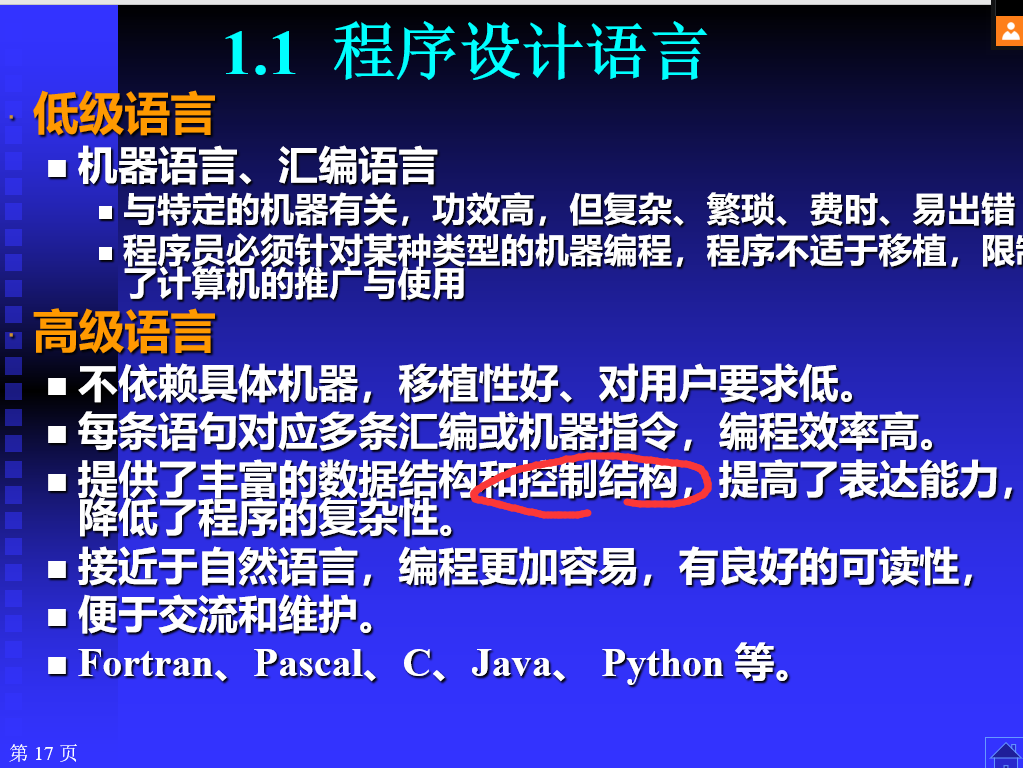 1.1 程序设计语言
低级语言
机器语言、汇编语言
与特定的机器有关，功效高，但复杂、繁琐、费时、易出错
程序员必须针对某种类型的机器编程，程序不适于移植，限制
了计算机的推广与使用
高级语言
不依赖具体机器，移植性好、对用户要求低。
每条语句对应多条汇编或机器指令，编程效率高。
提供了丰富的数据结构和控制结构，提高了表达能力，
降低了程序的复杂性。
接近于自然语言，编程更加容易，有良好的可读性，
便于交流和维护。
Fortran、Pascal、C、Java、 Python 等。
第 17 页